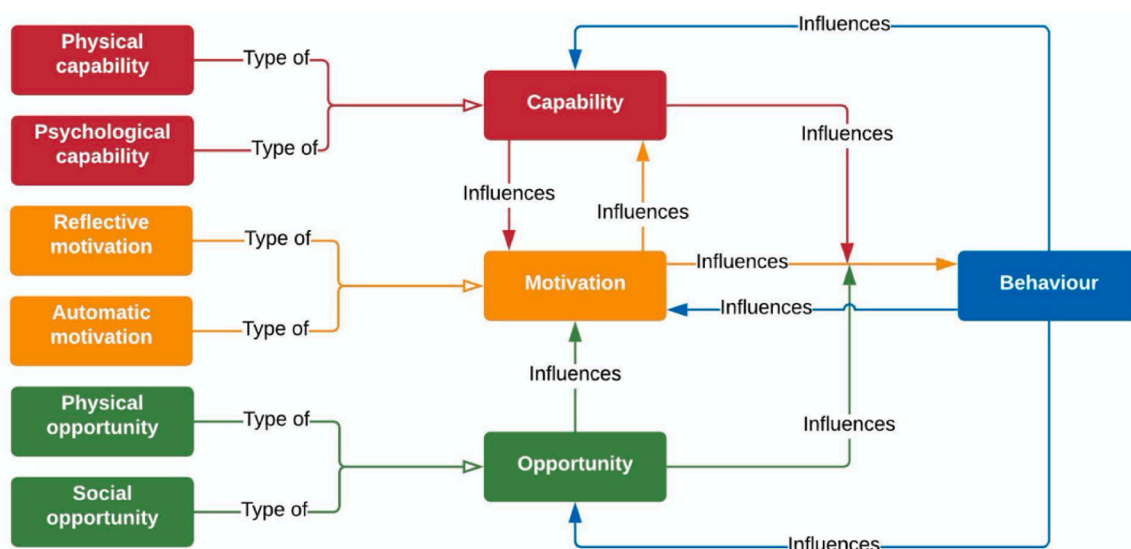 Influences
Physical
capability
Type of
Capability
Influences
Psychological
capability
Type of
Influences
Influences
Reflective
motivation
Type of
Influences
Motivation
Behaviour
Automatic
motivation
Type of
Influences
Influences
Physical
opportunity
Type of
Influences
Opportunity
Social
opportunity
Type of
Influences